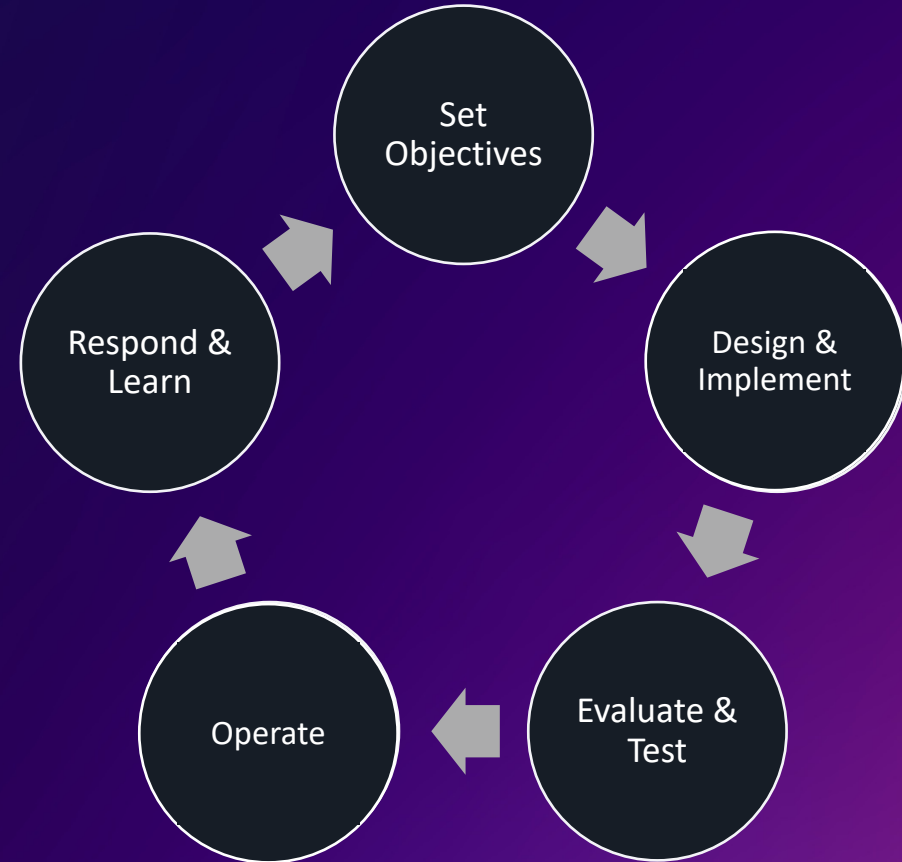 Set
Objectives
Design &
Implement
Evaluate &
Test
Operate
Respond &
Learn